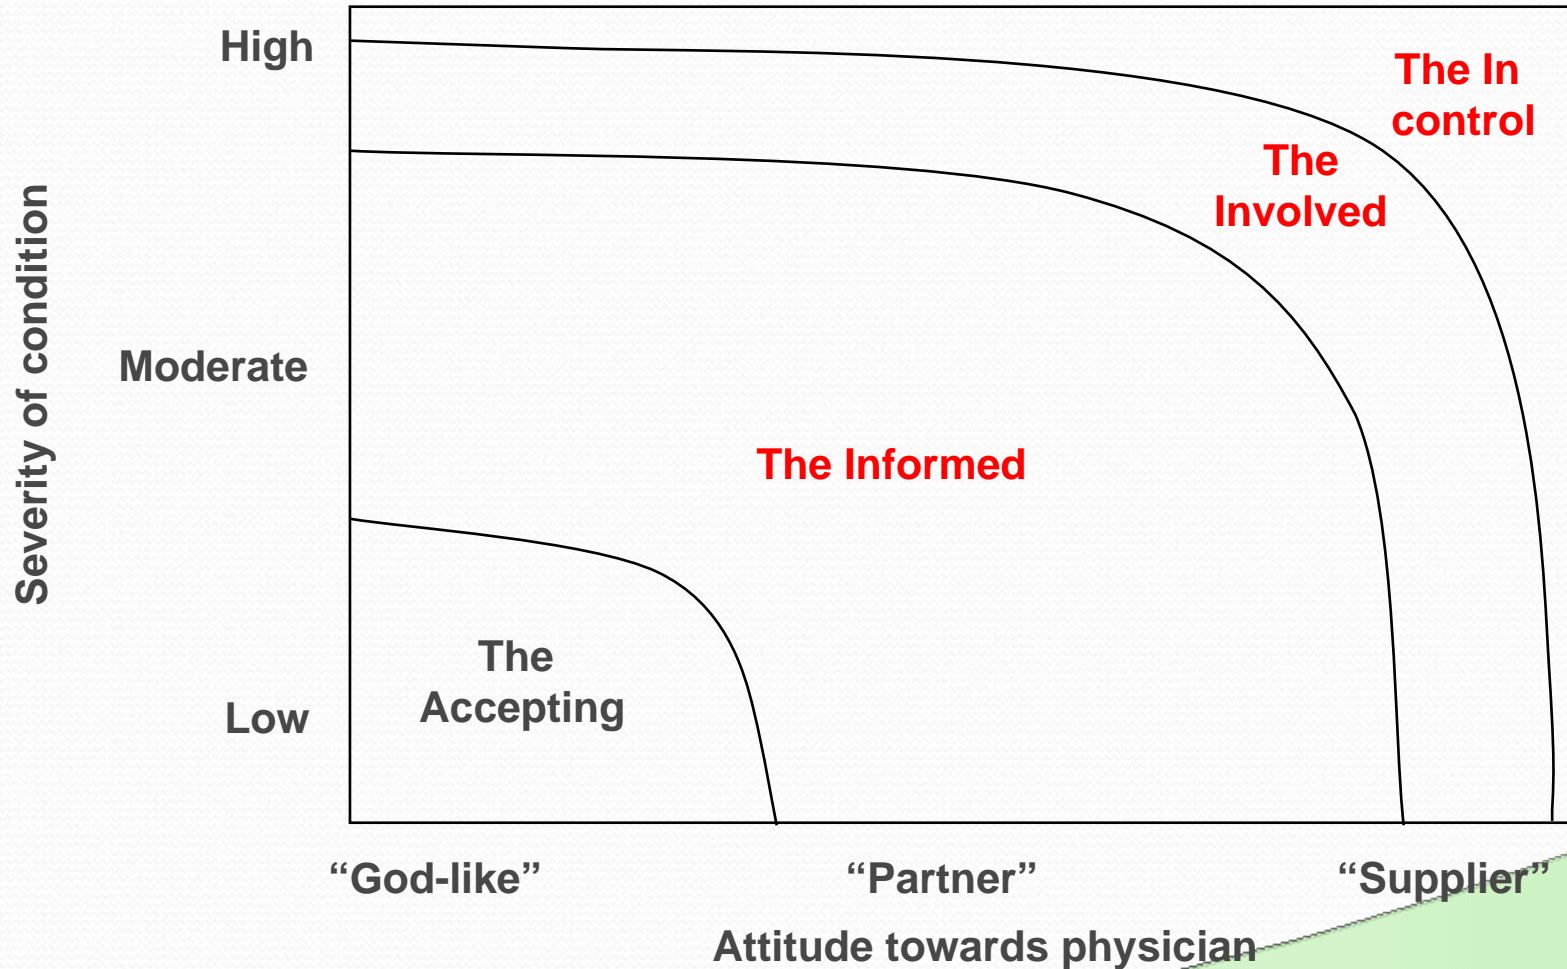 High
The In
control
The
Involved
Severity of condition
Moderate
The Informed
The
Accepting
Low
“God-like”
“Partner”
“Supplier”
Attitude towards physician